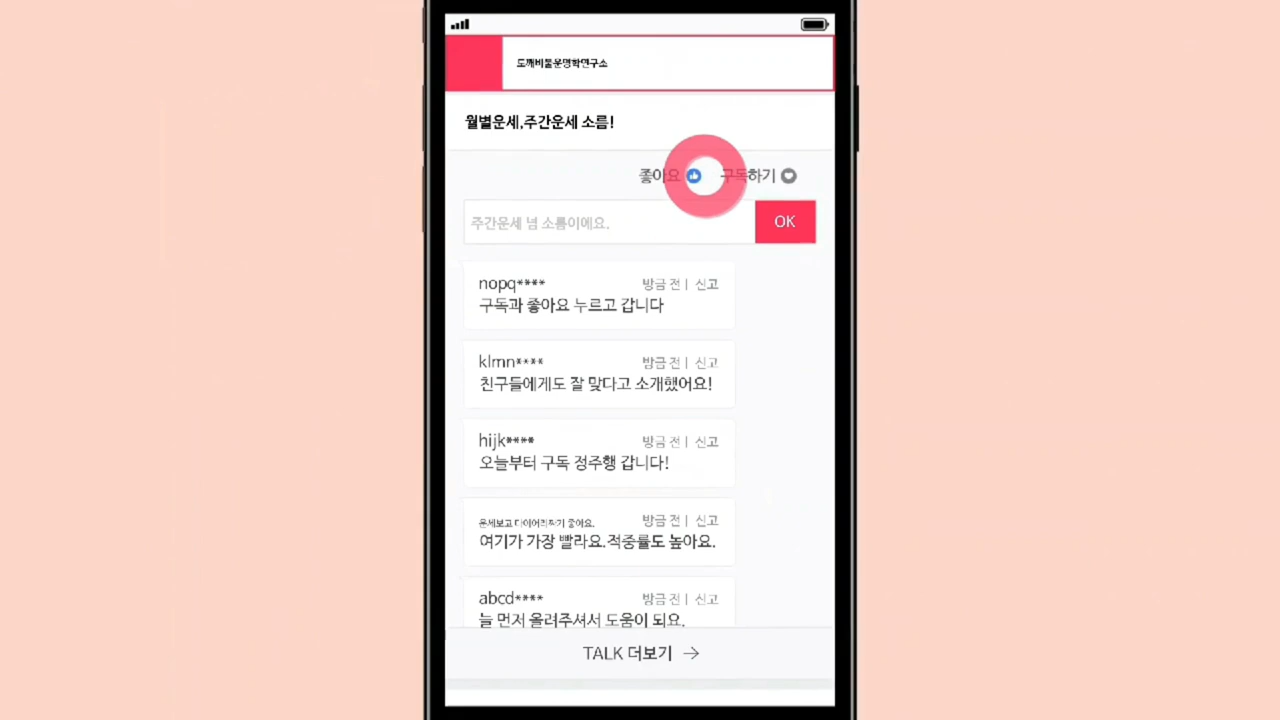 도깨비불운명학연구소
월별운세,주간운세 소름!
좋아요 구독하기
주간운세 넘 소름이에요. OK
nopq**** 방금 전 | 신고
구독과 좋아요 누르고 갑니다
klmn**** 방금 전 | 신고
친구들에게도 잘 맞다고 소개했어요!
hijk**** 방금 전 | 신고
오늘부터 구독 정주행 갑니다!
운세보고 다이어리짜기 좋아요. 방금 전 | 신고
여기가 가장 빨라요.적중률도 높아요.
abcd**** 방금 전 | 신고
늘 먼저 올려주셔서 도움이 되요.
TALK 더보기 →